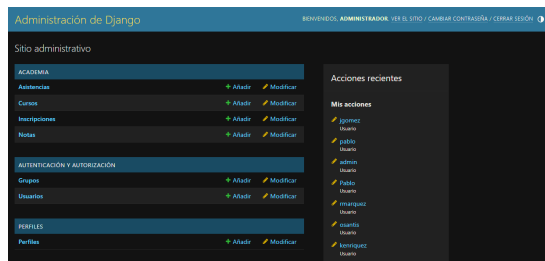 Administración de Django
BIENVENIDOS, ADMINISTRADOR. VER EL SITIO / CAMBIAR CONTRASEÑA / CERRAR SESIÓN
Sitio administrativo
ACADEMIA
Asistencias + Añadir Modificar
Cursos + Añadir Modificar
Inscripciones + Añadir Modificar
Notas + Añadir Modificar
AUTENTICACIÓN Y AUTORIZACIÓN
Grupos + Añadir Modificar
Usuarios + Añadir Modificar
PERFILES
Perfiles + Añadir Modificar
Acciones recientes
Mis acciones
jgomez
Usuario
pablo
Usuario
admin
Usuario
Pablo
Usuario
rmarquez
Usuario
osantis
Usuario
kenriquez
Usuario